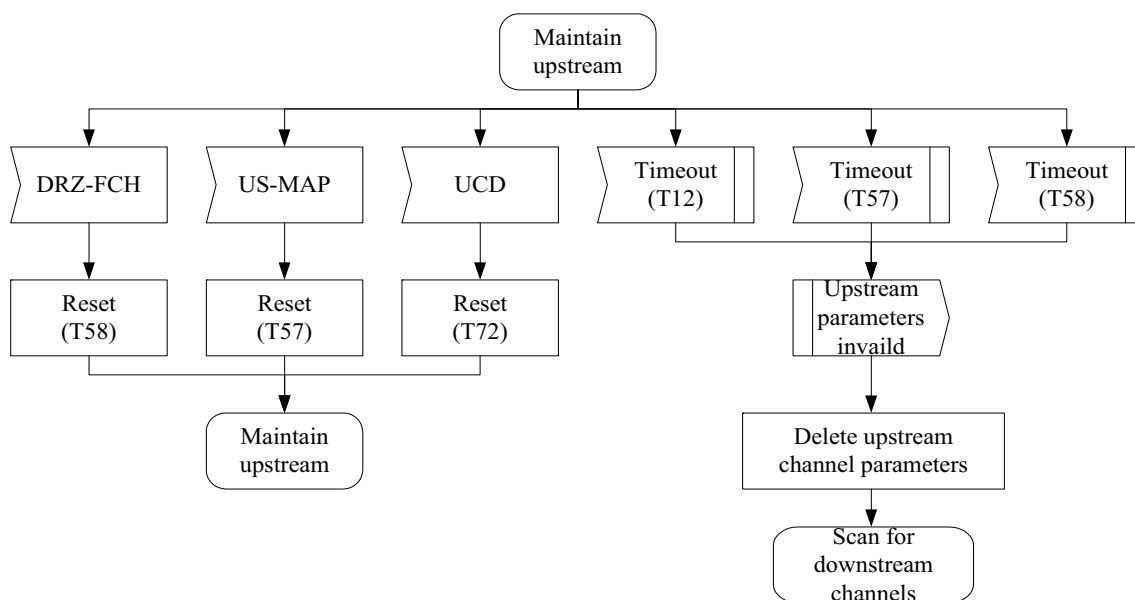 Maintain
upstream
DRZ-FCH
US-MAP
UCD
Timeout
(T12)
Timeout
(T57)
Timeout
(T58)
Reset
(T58)
Reset
(T57)
Reset
(T72)
Upstream
parameters
invaild
Maintain
upstream
Delete upstream
channel parameters
Scan for
downstream
channels